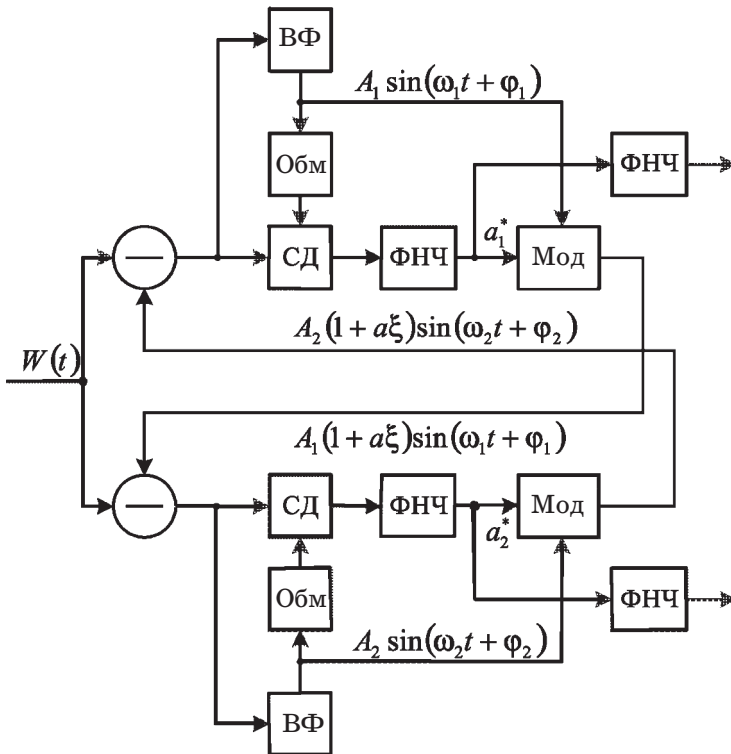 ВФ
A₁ sin(ω₁t + φ₁)
Обм
ФНЧ
СД
ФНЧ
a₁*
Мод
—
A₂(1 + aξ)sin(ω₂t + φ₂)
W(t)
A₁(1 + aξ)sin(ω₁t + φ₁)
—
СД
ФНЧ
a₂*
Мод
Обм
ФНЧ
A₂ sin(ω₂t + φ₂)
ВФ